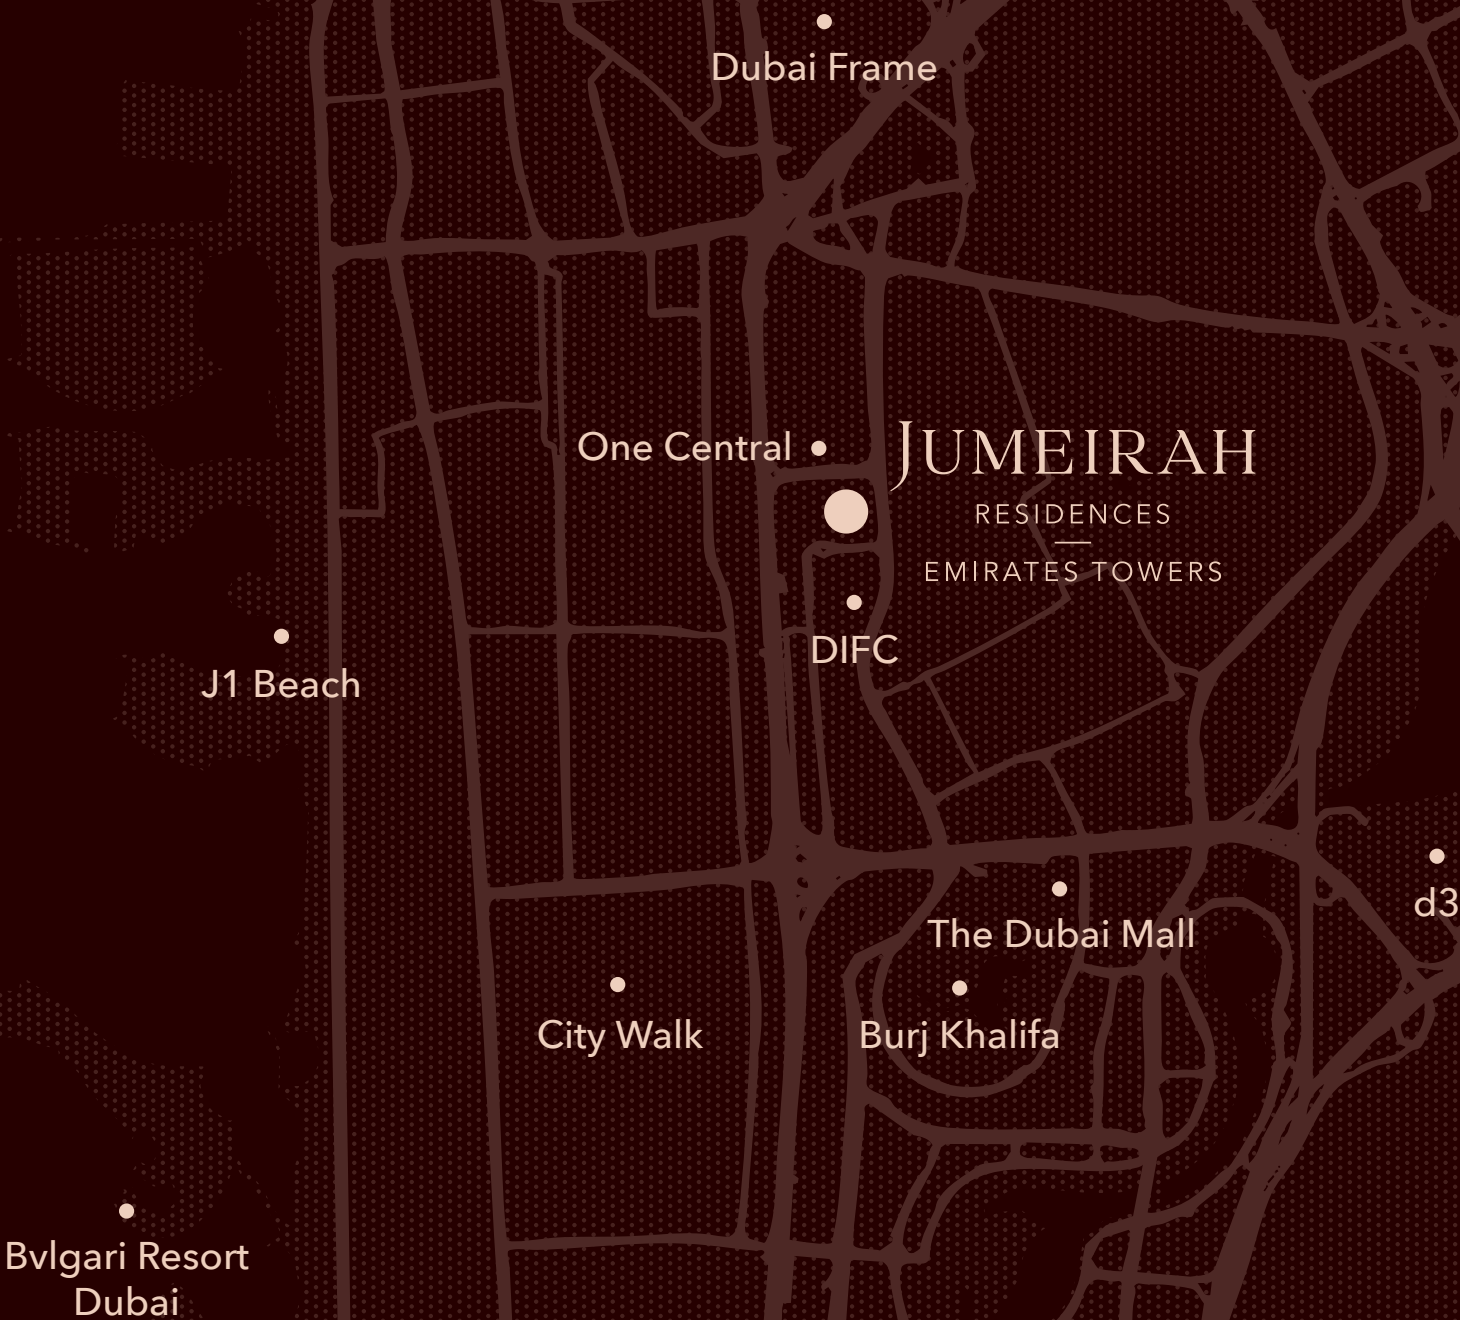 Dubai Frame
One Central
JUMEIRAH
RESIDENCES
EMIRATES TOWERS
DIFC
J1 Beach
d3
The Dubai Mall
City Walk
Burj Khalifa
Bvlgari Resort
Dubai